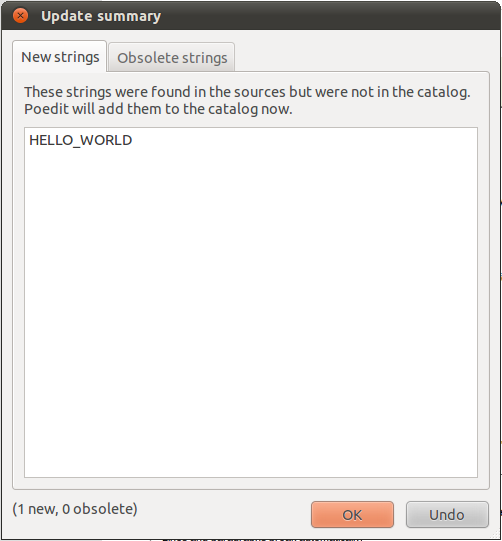 Update summary
New strings
Obsolete strings
These strings were found in the sources but were not in the catalog.
Poedit will add them to the catalog now.
HELLO_WORLD
(1 new, 0 obsolete)
OK
Undo